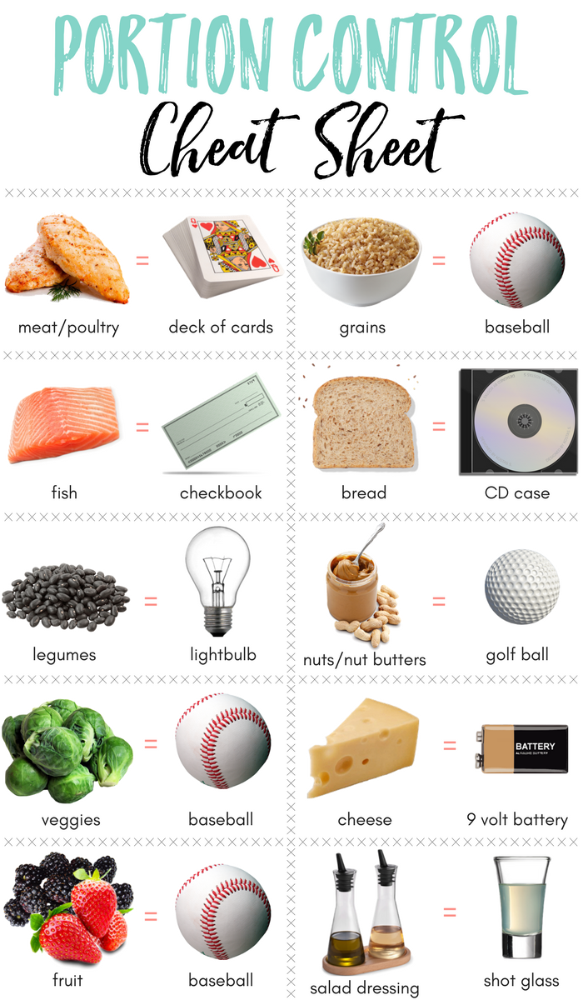 PORTION CONTROL
Cheat Sheet
meat/poultry
deck of cards
grains
baseball
fish
checkbook
bread
CD case
legumes
lightbulb
nuts/nut butters
golf ball
veggies
baseball
cheese
BATTERY
9 volt battery
fruit
baseball
salad dressing
shot glass